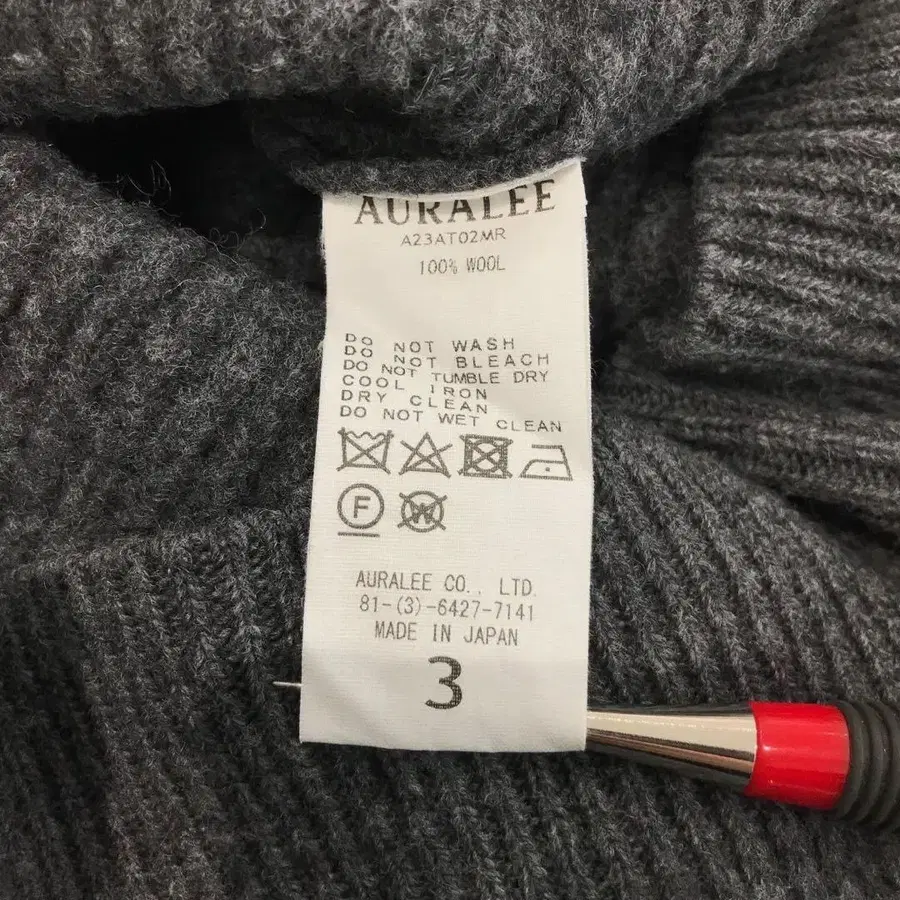 AURALEE
A23AT02MR
100% WOOL
DO NOT WASH
DO NOT BLEACH
DO NOT TUMBLE DRY
COOL IRON
DRY CLEAN
DO NOT WET CLEAN
F W
AURALEE CO., LTD.
81-(3)-6427-7141
MADE IN JAPAN
3